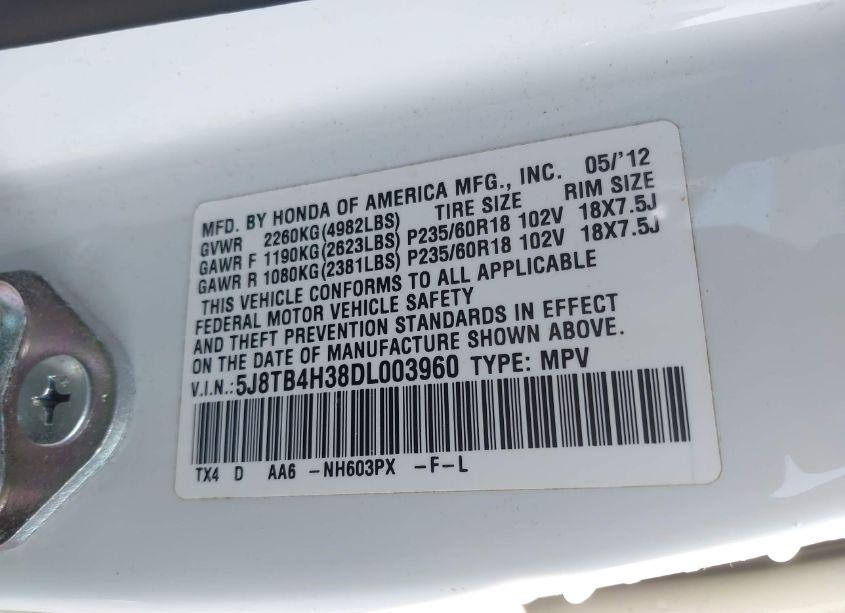 MFD. BY HONDA OF AMERICA MFG., INC. 05/'12
GVWR 2260KG(4982LBS) TIRE SIZE RIM SIZE
GAWR F 1190KG(2623LBS) P235/60R18 102V 18X7.5J
GAWR R 1080KG(2381LBS) P235/60R18 102V 18X7.5J
THIS VEHICLE CONFORMS TO ALL APPLICABLE
FEDERAL MOTOR VEHICLE SAFETY
AND THEFT PREVENTION STANDARDS IN EFFECT
ON THE DATE OF MANUFACTURE SHOWN ABOVE.
V.I.N.:5J8TB4H38DL003960 TYPE: MPV
TX4 D AA6 -NH603PX -F-L